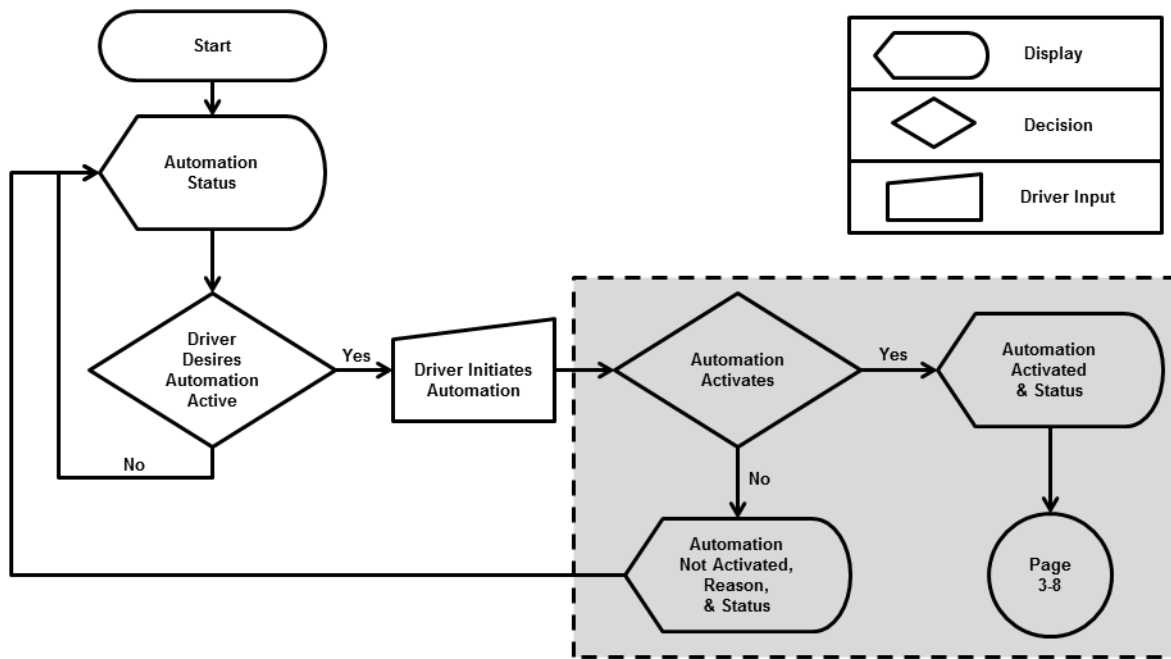 Start
Automation
Status
Driver
Desires
Automation
Active
Yes
No
Driver Initiates
Automation
Automation
Activates
Yes
No
Automation
Activated
& Status
Automation
Not Activated,
Reason,
& Status
Page
3-8
Display
Decision
Driver Input